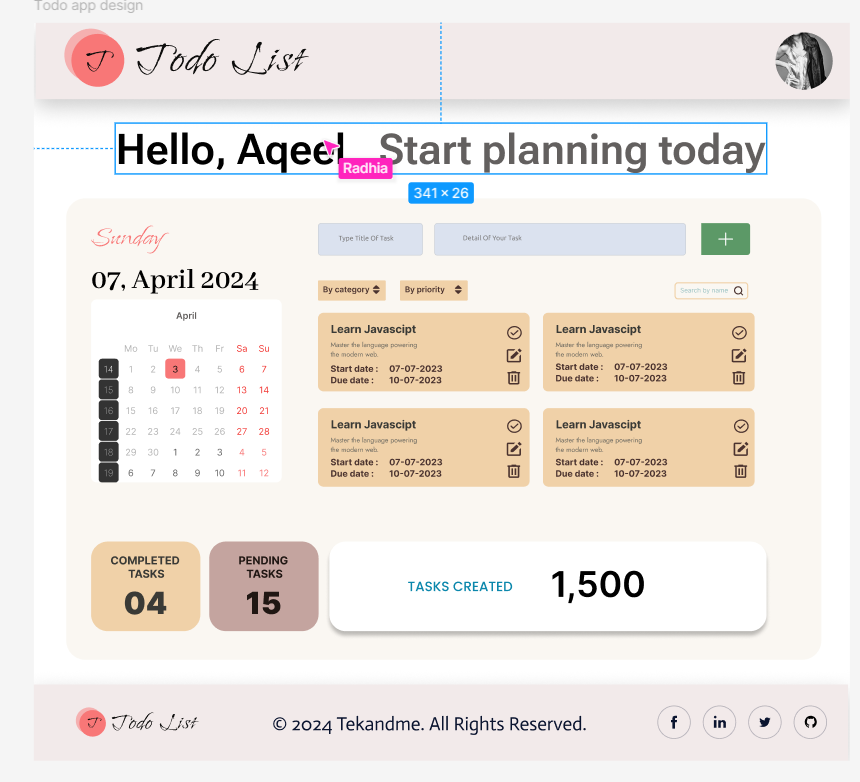 Todo app design
J Todo List
Hello, Aqeel Start planning today
Radhia
341 × 26
Sunday
07, April 2024
Type Title Of Task
Detail Of Your Task
By category
By priority
Search by name
April
Mo Tu We Th Fr Sa Su
14 1 2 3 4 5 6 7
15 8 9 10 11 12 13 14
16 15 16 17 18 19 20 21
17 22 23 24 25 26 27 28
18 29 30 1 2 3 4 5
19 6 7 8 9 10 11 12
Learn Javascipt
Master the language powering
the modern web.
Start date : 07-07-2023
Due date : 10-07-2023
Learn Javascipt
Master the language powering
the modern web.
Start date : 07-07-2023
Due date : 10-07-2023
Learn Javascipt
Master the language powering
the modern web.
Start date : 07-07-2023
Due date : 10-07-2023
Learn Javascipt
Master the language powering
the modern web.
Start date : 07-07-2023
Due date : 10-07-2023
COMPLETED
TASKS
04
PENDING
TASKS
15
TASKS CREATED 1,500
J Todo List
© 2024 Tekandme. All Rights Reserved.
f
in